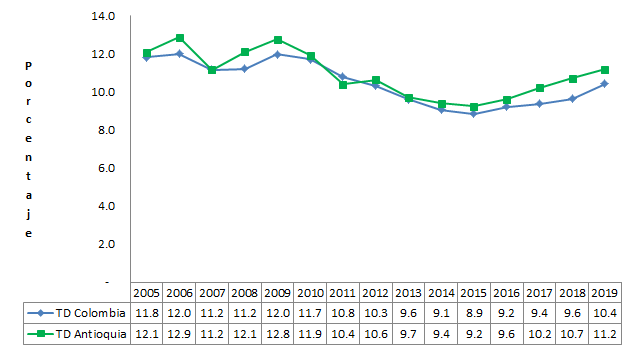 14.0
12.0
10.0
8.0
6.0
4.0
2.0
-
Porcentaje
2005 2006 2007 2008 2009 2010 2011 2012 2013 2014 2015 2016 2017 2018 2019
TD Colombia 11.8 12.0 11.2 11.2 12.0 11.7 10.8 10.3 9.6 9.1 8.9 9.2 9.4 9.6 10.4
TD Antioquia 12.1 12.9 11.2 12.1 12.8 11.9 10.4 10.6 9.7 9.4 9.2 9.6 10.2 10.7 11.2